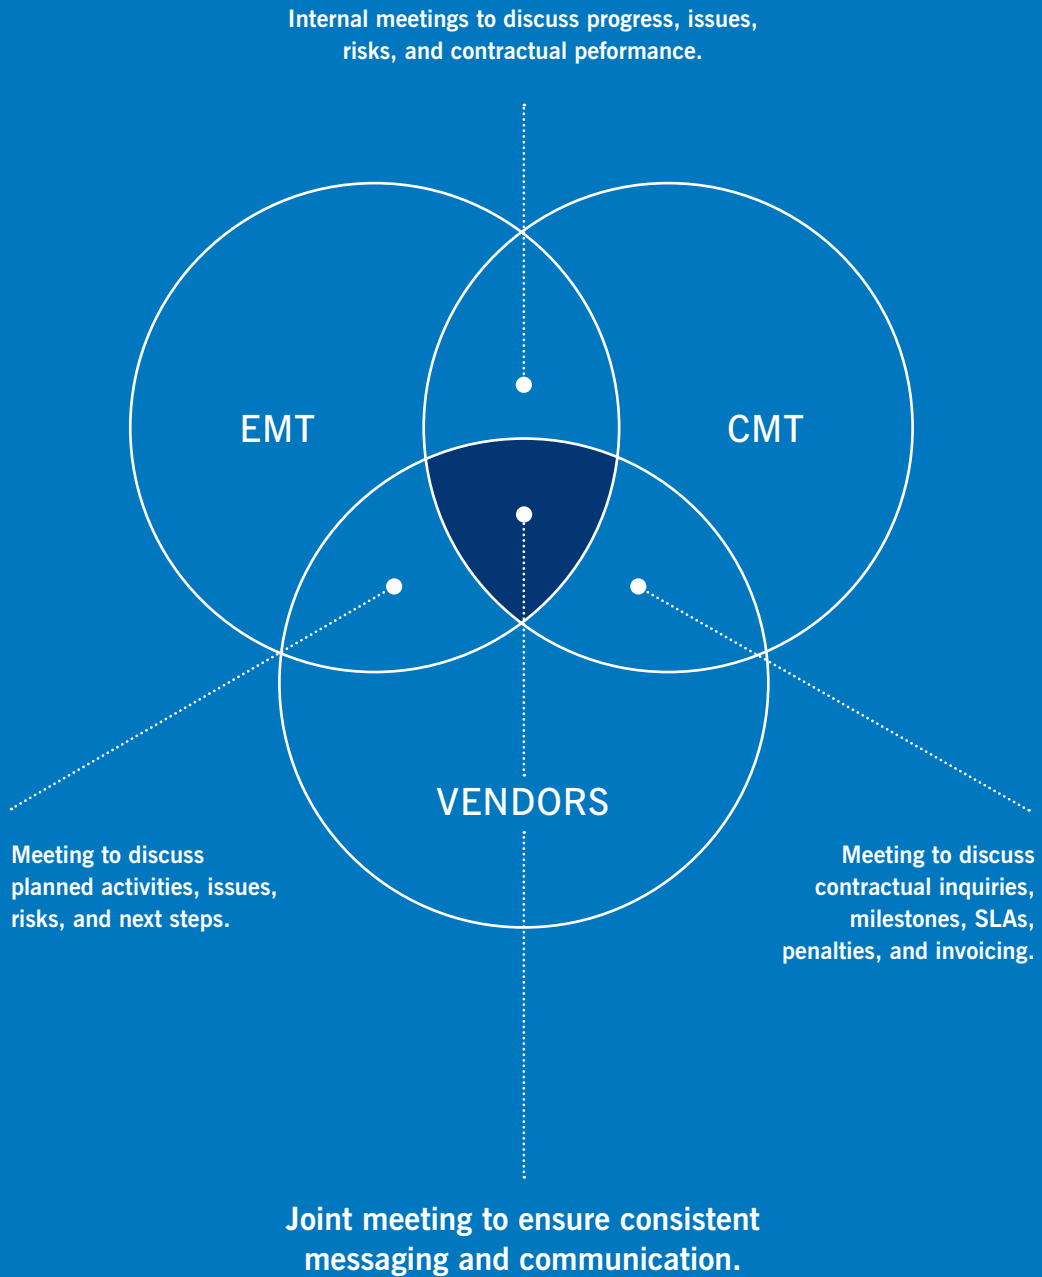 Internal meetings to discuss progress, issues,
risks, and contractual peformance.
EMT
CMT
VENDORS
Meeting to discuss
planned activities, issues,
risks, and next steps.
Meeting to discuss
contractual inquiries,
milestones, SLAs,
penalties, and invoicing.
Joint meeting to ensure consistent
messaging and communication.